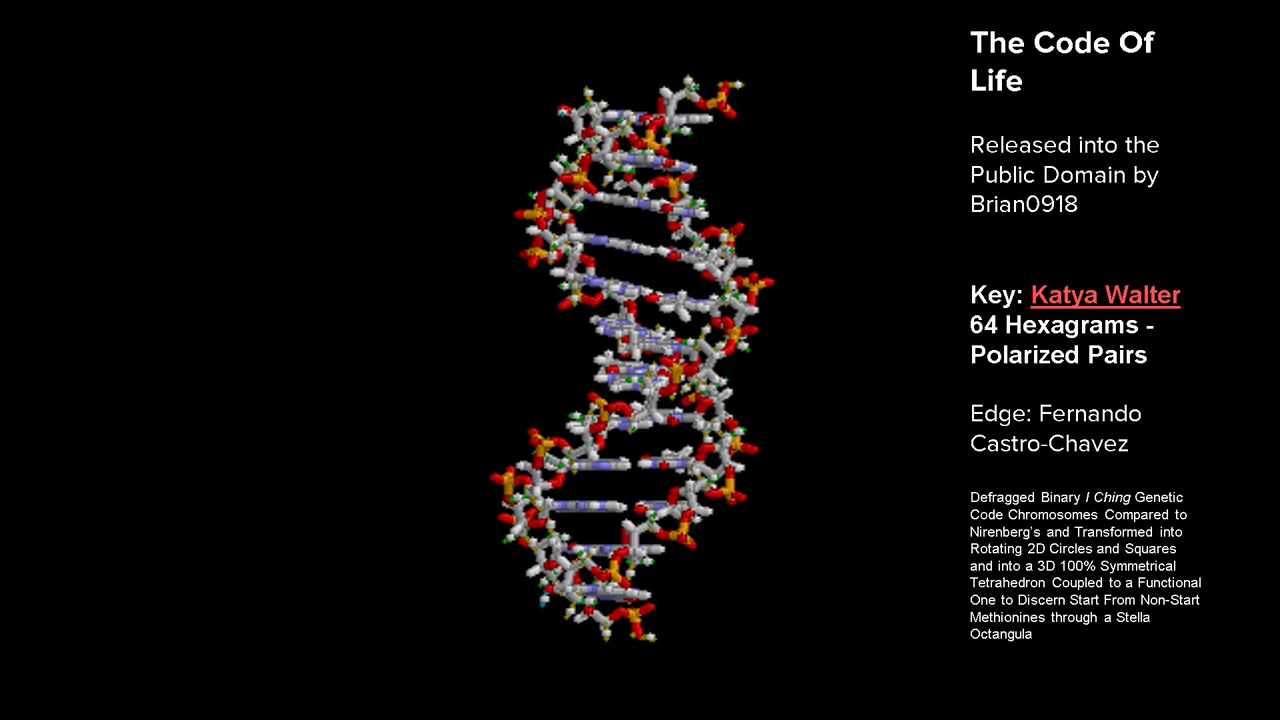 The Code Of
Life
Released into the
Public Domain by
Brian0918
Key: Katya Walter
64 Hexagrams -
Polarized Pairs
Edge: Fernando
Castro-Chavez
Defragged Binary I Ching Genetic
Code Chromosomes Compared to
Nirenberg's and Transformed into
Rotating 2D Circles and Squares
and into a 3D 100% Symmetrical
Tetrahedron Coupled to a Functional
One to Discern Start From Non-Start
Methionines through a Stella
Octangula